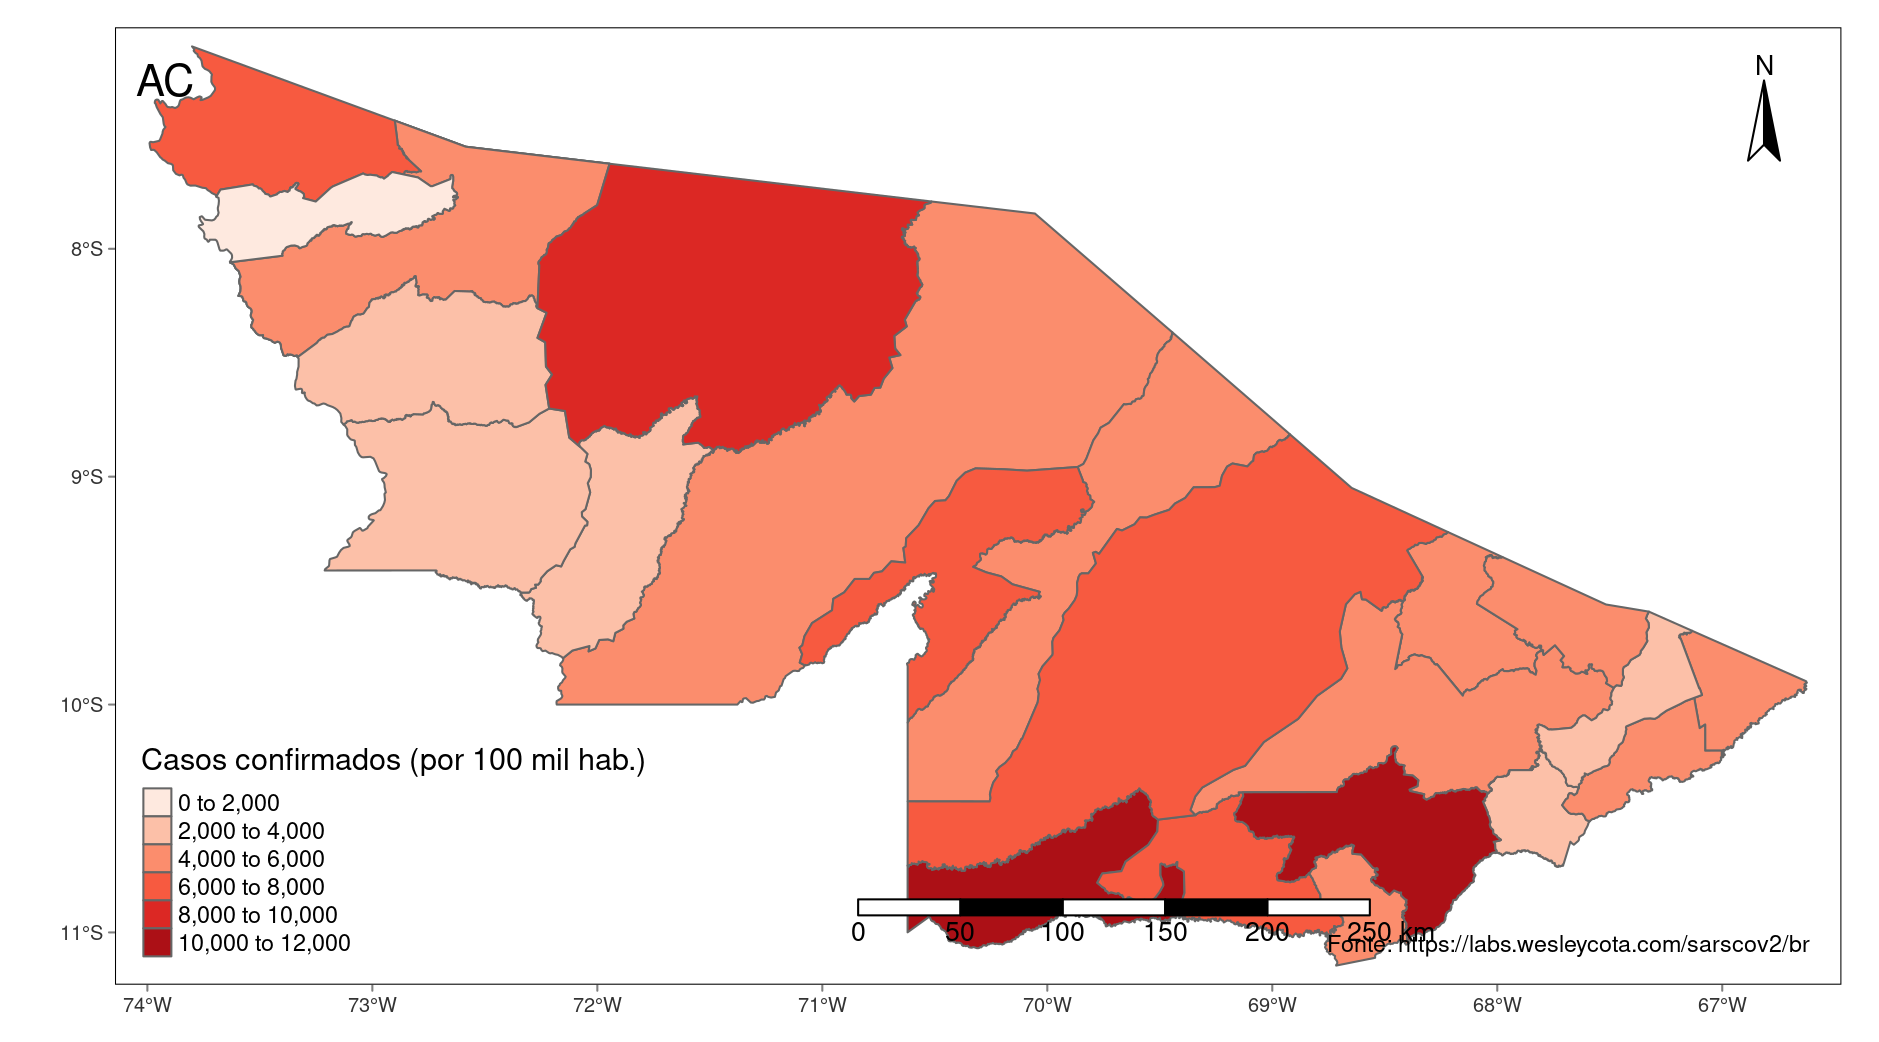 AC
N
8°S
9°S
10°S
11°S
Casos confirmados (por 100 mil hab.)
0 to 2,000
2,000 to 4,000
4,000 to 6,000
6,000 to 8,000
8,000 to 10,000
10,000 to 12,000
0 50 100 150 200 250 km
Fonte: https://labs.wesleycota.com/sarscov2/br
74°W 73°W 72°W 71°W 70°W 69°W 68°W 67°W